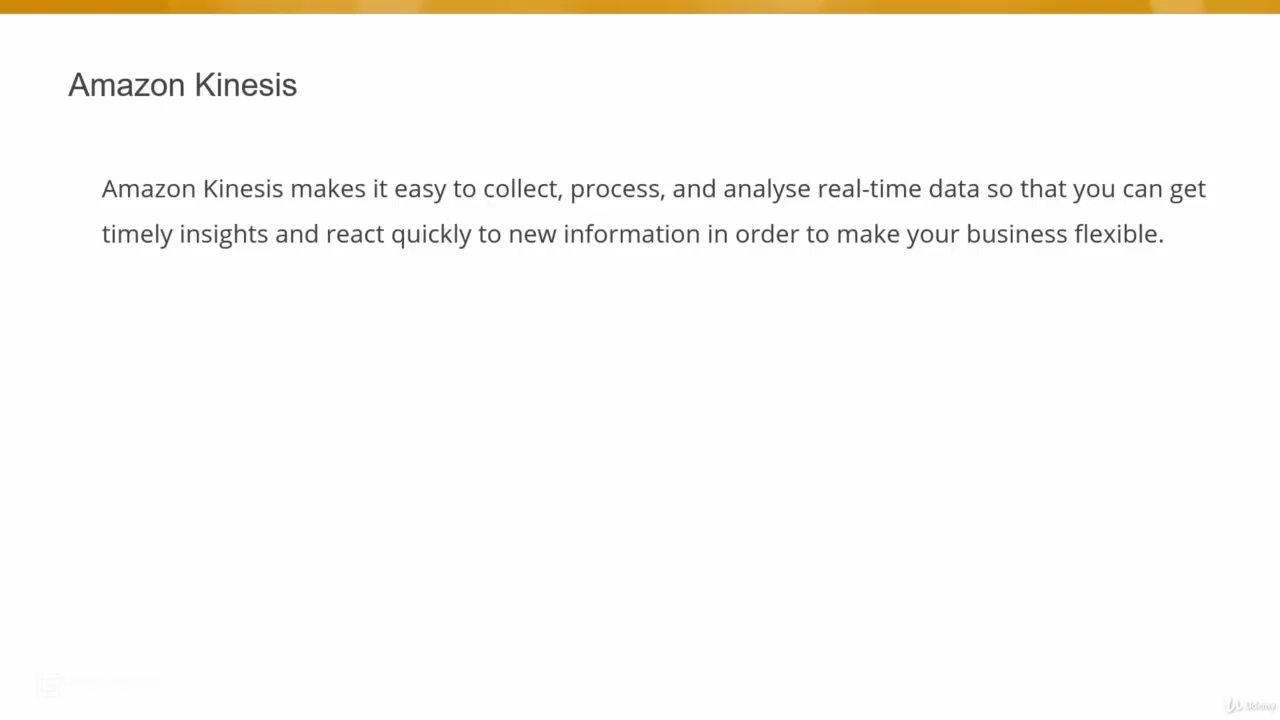 Amazon Kinesis
Amazon Kinesis makes it easy to collect, process, and analyse real-time data so that you can get
timely insights and react quickly to new information in order to make your business flexible.
Udemy